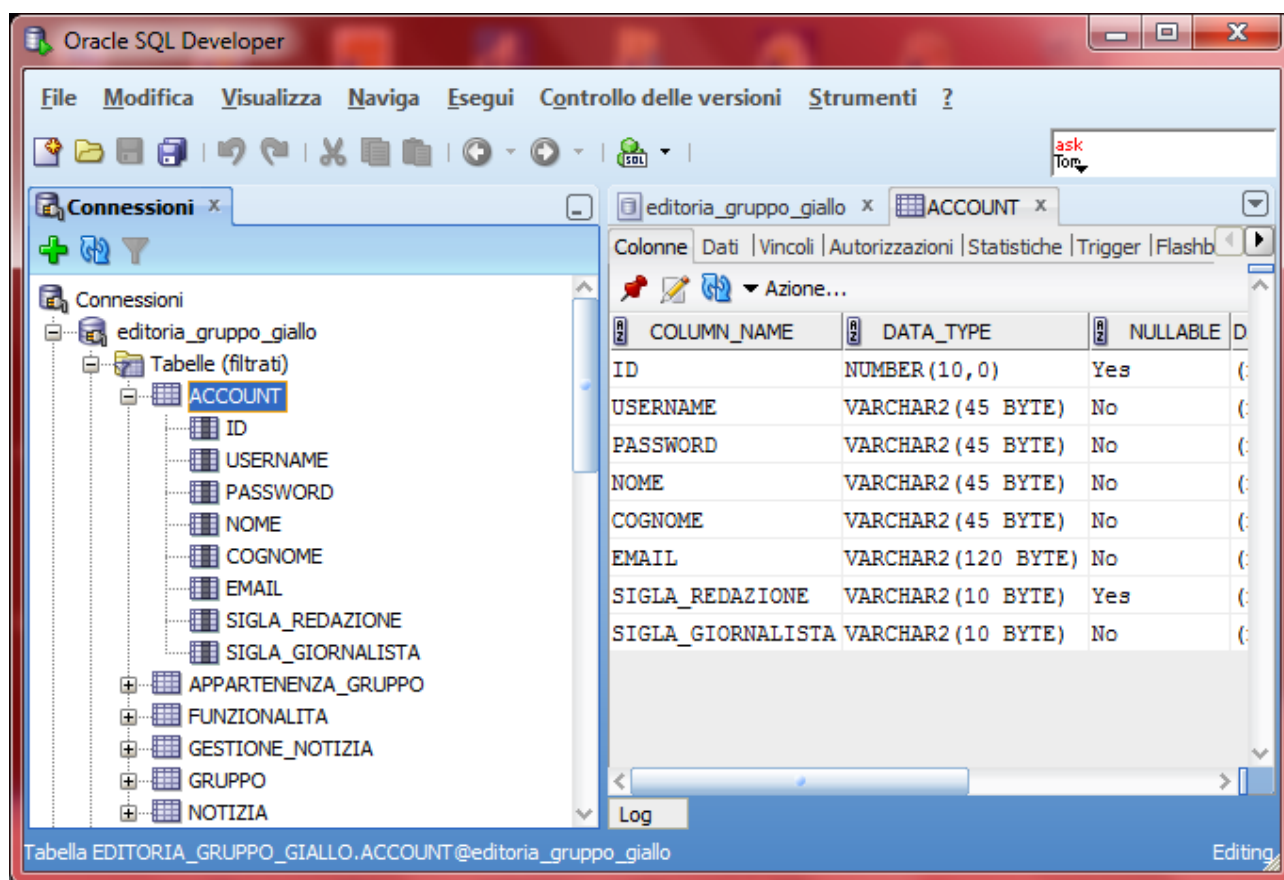 Oracle SQL Developer
File Modifica Visualizza Naviga Esegui Controllo delle versioni Strumenti ?
SQL
ask
Tom
Connessioni x
Connessioni
editoria_gruppo_giallo
Tabelle (filtrati)
ACCOUNT
ID
USERNAME
PASSWORD
NOME
COGNOME
EMAIL
SIGLA_REDAZIONE
SIGLA_GIORNALISTA
APPARTENENZA_GRUPPO
FUNZIONALITA
GESTIONE_NOTIZIA
GRUPPO
NOTIZIA
editoria_gruppo_giallo x ACCOUNT x
Colonne Dati | Vincoli | Autorizzazioni | Statistiche | Trigger | Flashb
Azione...
COLUMN_NAME DATA_TYPE NULLABLE D
ID NUMBER(10,0) Yes (
USERNAME VARCHAR2(45 BYTE) No (
PASSWORD VARCHAR2(45 BYTE) No (
NOME VARCHAR2(45 BYTE) No (
COGNOME VARCHAR2(45 BYTE) No (
EMAIL VARCHAR2(120 BYTE) No (
SIGLA_REDAZIONE VARCHAR2(10 BYTE) Yes (
SIGLA_GIORNALISTA VARCHAR2(10 BYTE) No (
Log
Tabella EDITORIA_GRUPPO_GIALLO.ACCOUNT@editoria_gruppo_giallo Editing